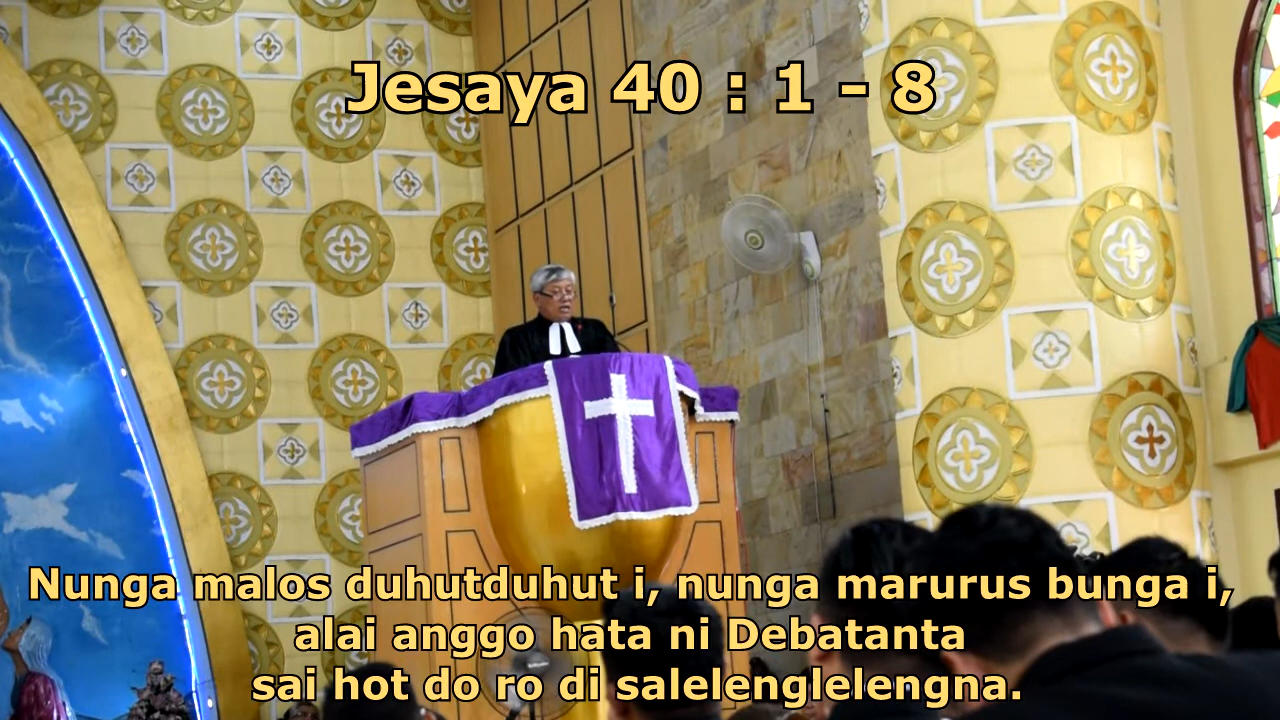 Jesaya 40 : 1 - 8
Nunga malos duhutduhut i, nunga marurus bunga i,
alai anggo hata ni Debatanta
sai hot do ro di salelenglelengna.